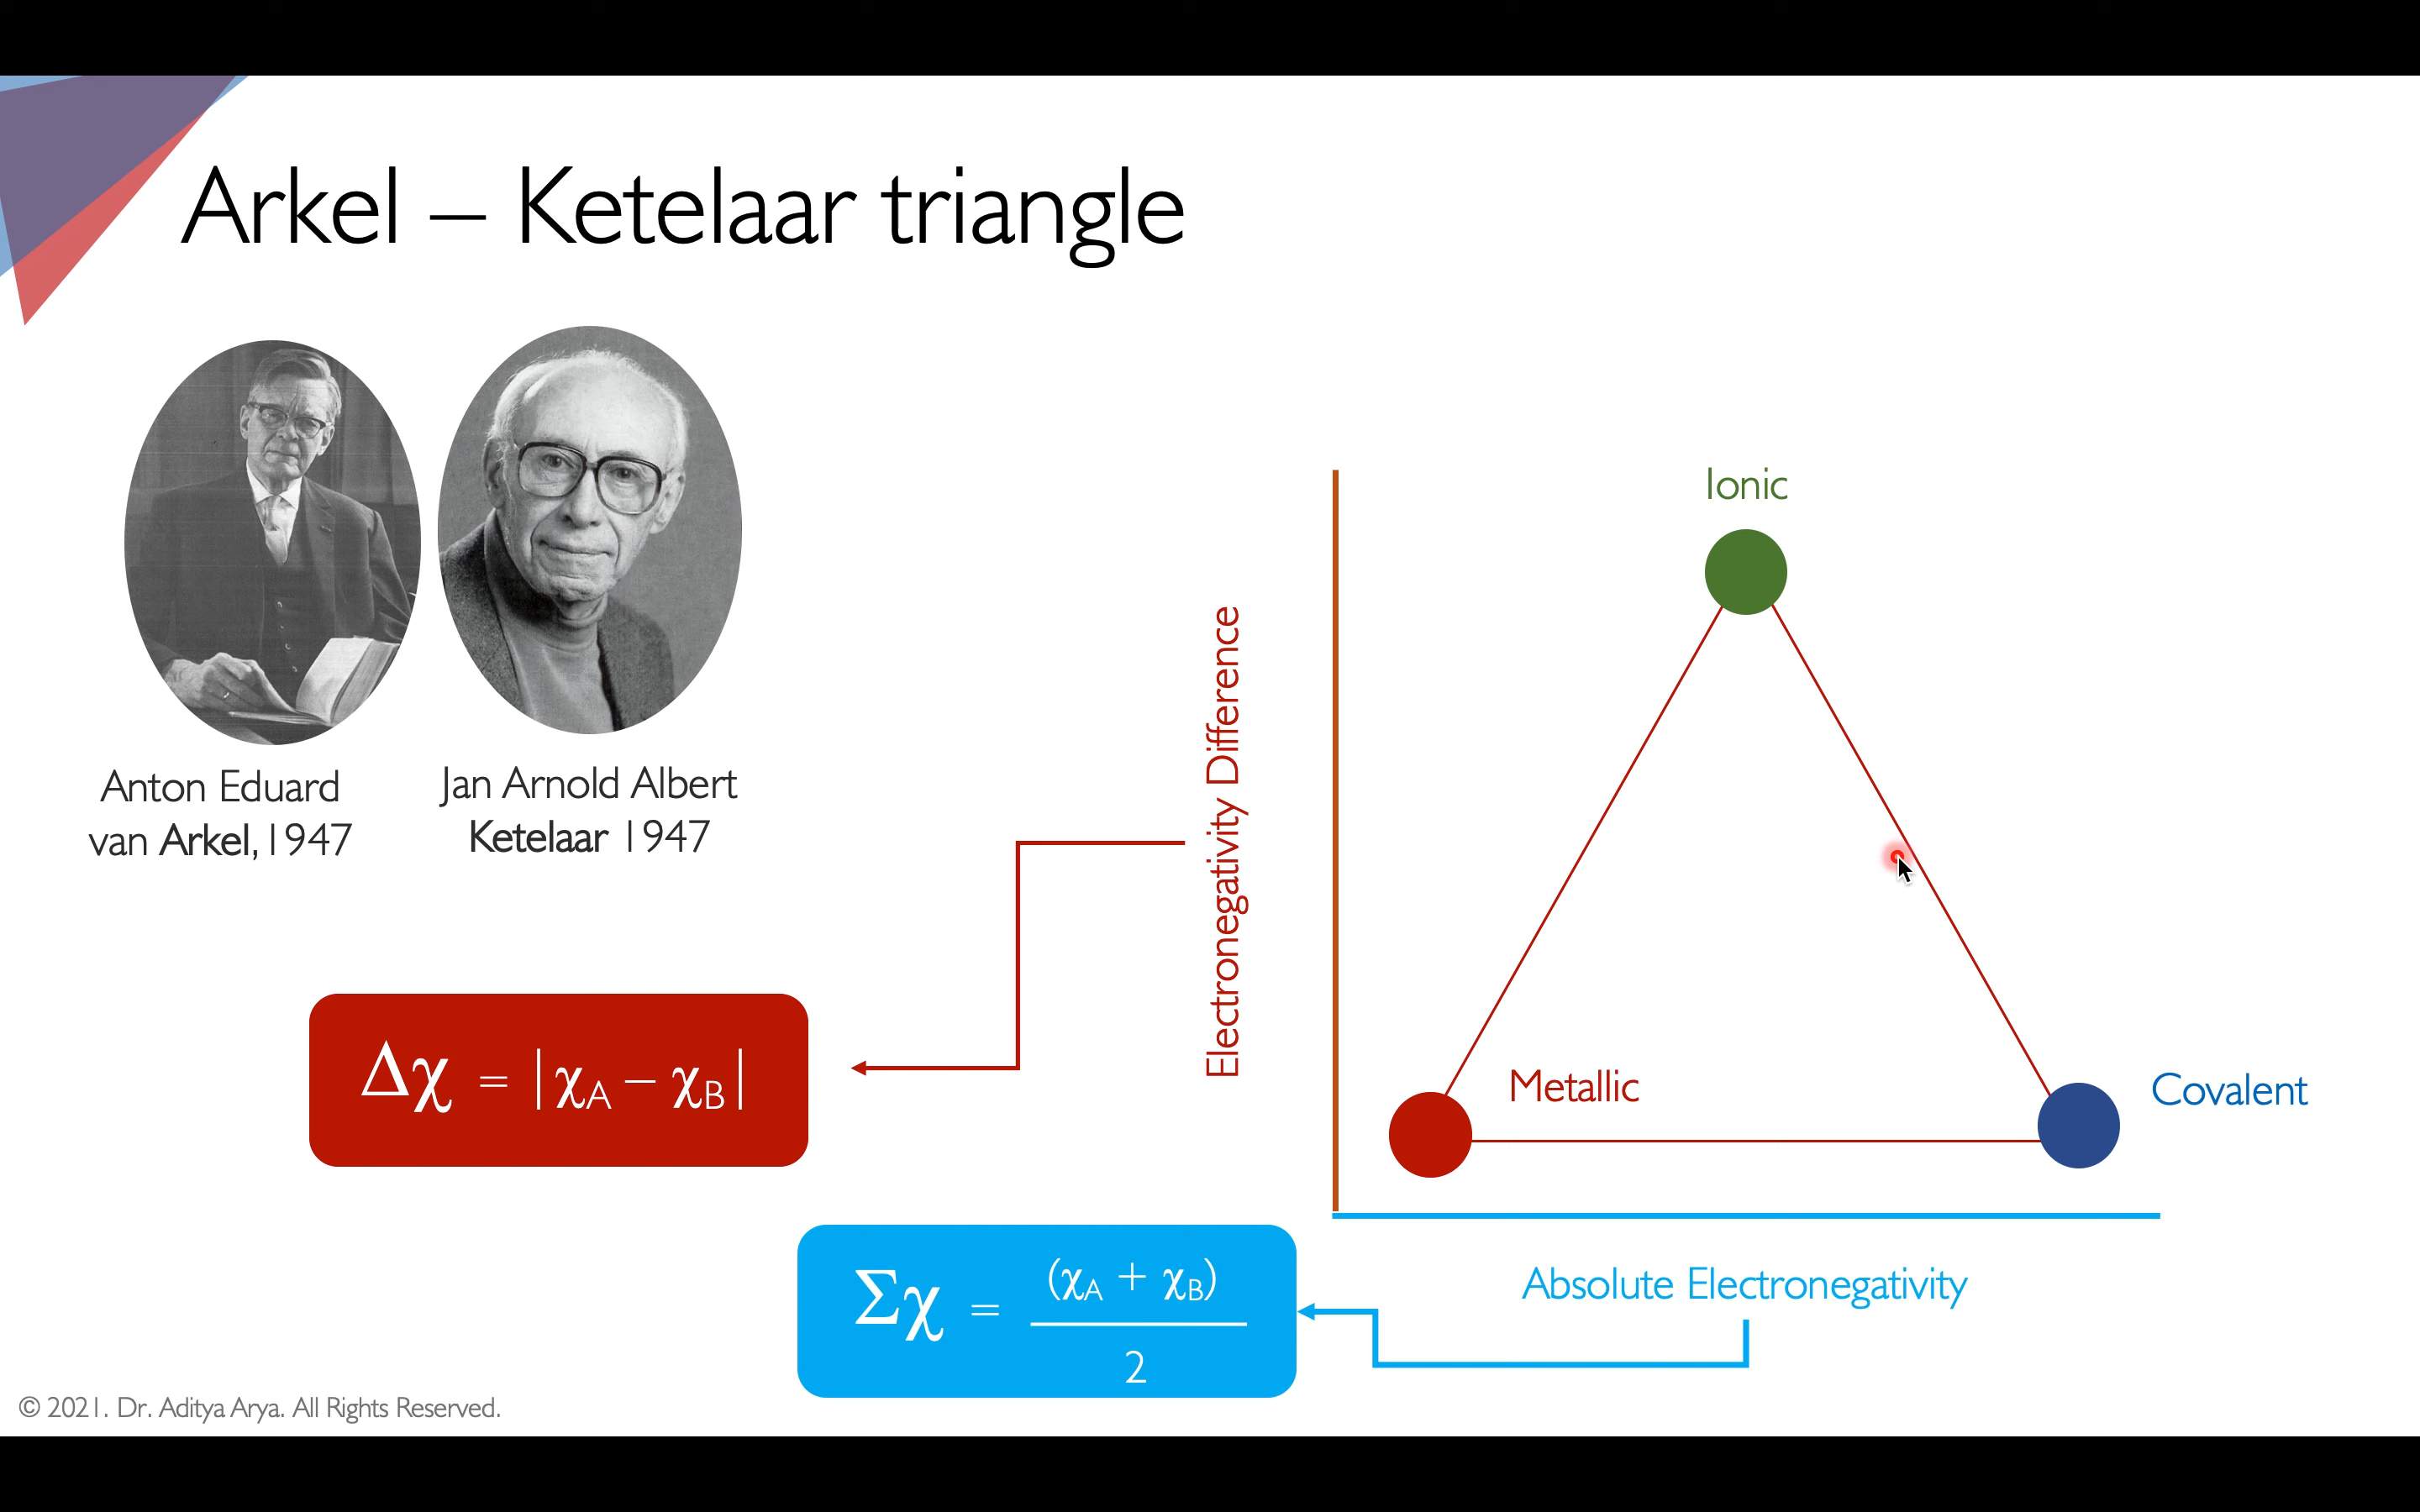 Arkel – Ketelaar triangle
Anton Eduard
van Arkel, 1947
Jan Arnold Albert
Ketelaar 1947
Δχ = |χA – χB|
Σχ = (χA + χB)
2
Electronegativity Difference
Ionic
Metallic
Covalent
Absolute Electronegativity
© 2021. Dr. Aditya Arya. All Rights Reserved.